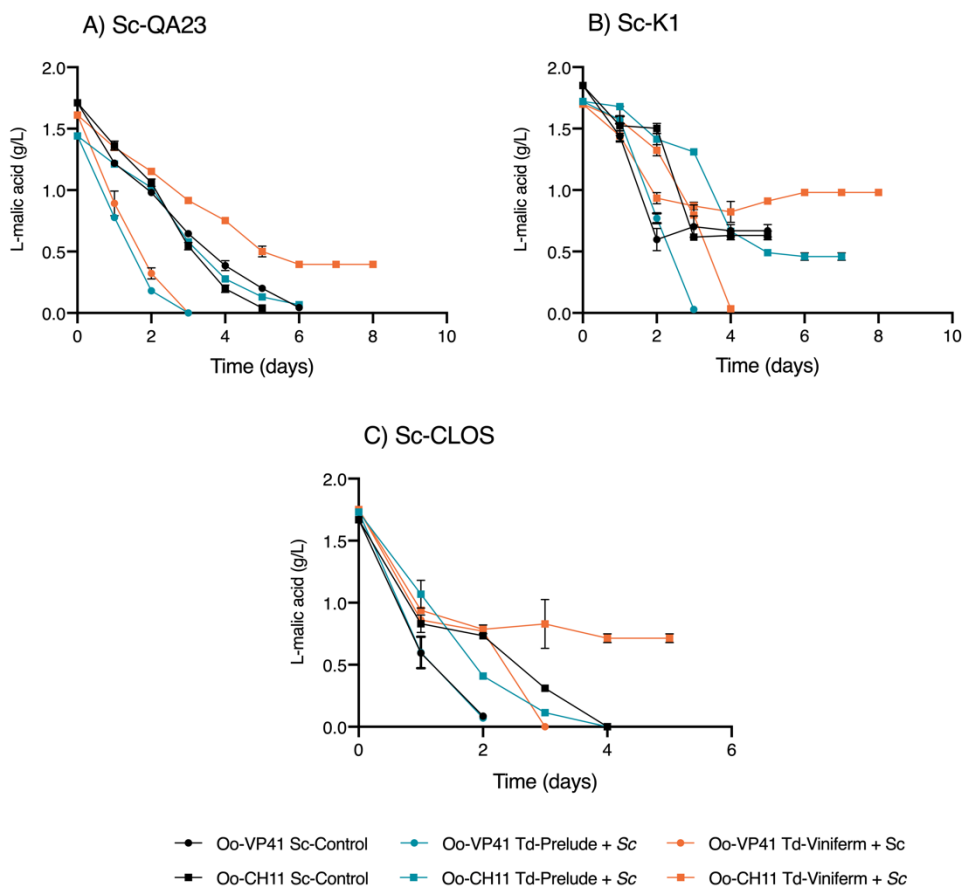 A) Sc-QA23
B) Sc-K1
L-malic acid (g/L)
2.0
1.5
1.0
0.5
0.0
0 2 4 6 8 10
Time (days)
L-malic acid (g/L)
2.0
1.5
1.0
0.5
0.0
0 2 4 6 8 10
Time (days)
C) Sc-CLOS
L-malic acid (g/L)
2.0
1.5
1.0
0.5
0.0
0 2 4 6
Time (days)
Oo-VP41 Sc-Control Oo-VP41 Td-Prelude + Sc Oo-VP41 Td-Viniferm + Sc
Oo-CH11 Sc-Control Oo-CH11 Td-Prelude + Sc Oo-CH11 Td-Viniferm + Sc